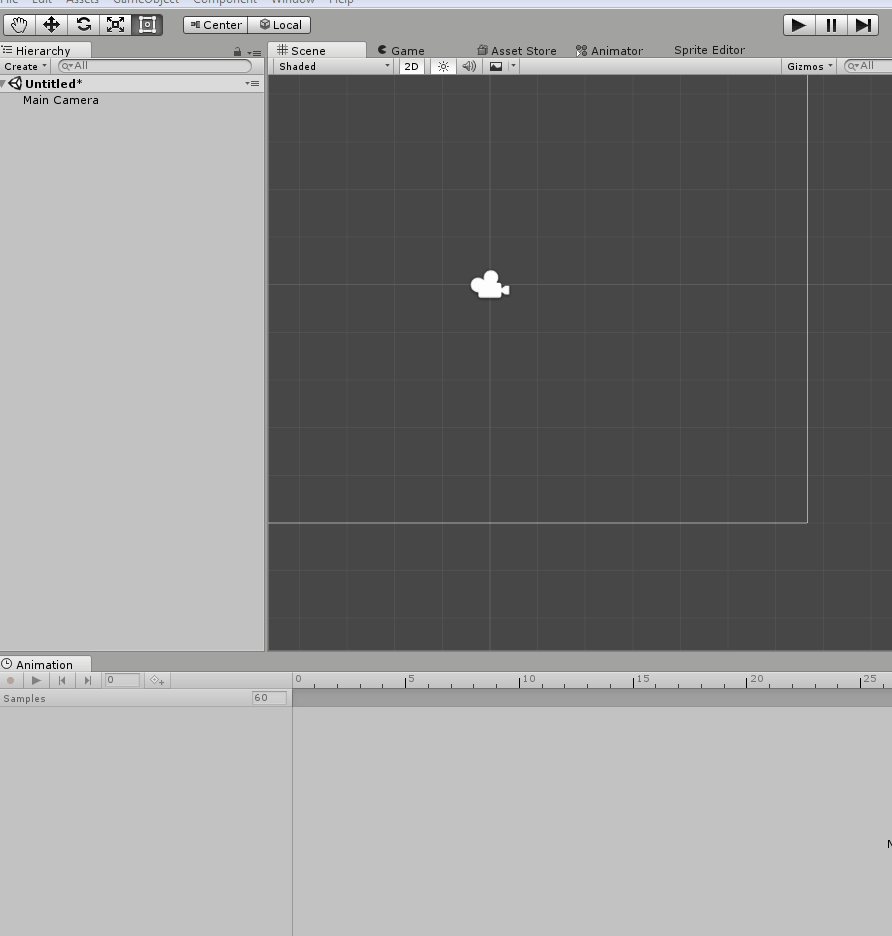 File Edit Assets GameObject Component Window Help
Center Local
Hierarchy
Create All
Untitled*
Main Camera
Scene Game Asset Store Animator Sprite Editor
Shaded 2D Gizmos All
Animation
0 0 5 10 15 20 25
Samples 60